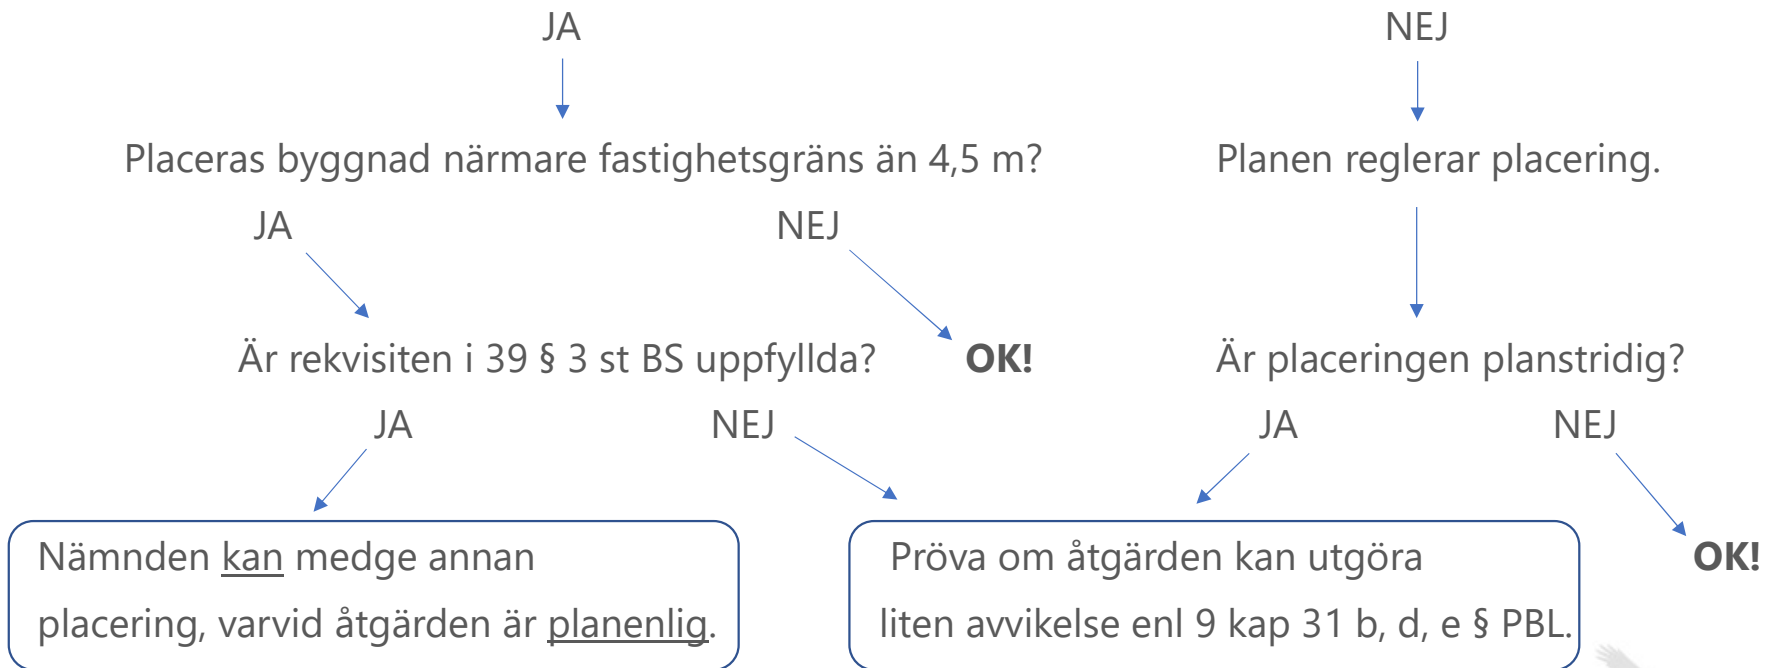 JA
NEJ
Placeras byggnad närmare fastighetsgräns än 4,5 m?
Planen reglerar placering.
JA
NEJ
Är rekvisiten i 39 § 3 st BS uppfyllda?
OK!
Är placeringen planstridig?
JA
NEJ
JA
NEJ
Nämnden kan medge annan
placering, varvid åtgärden är planenlig.
Pröva om åtgärden kan utgöra
liten avvikelse enl 9 kap 31 b, d, e § PBL.
OK!